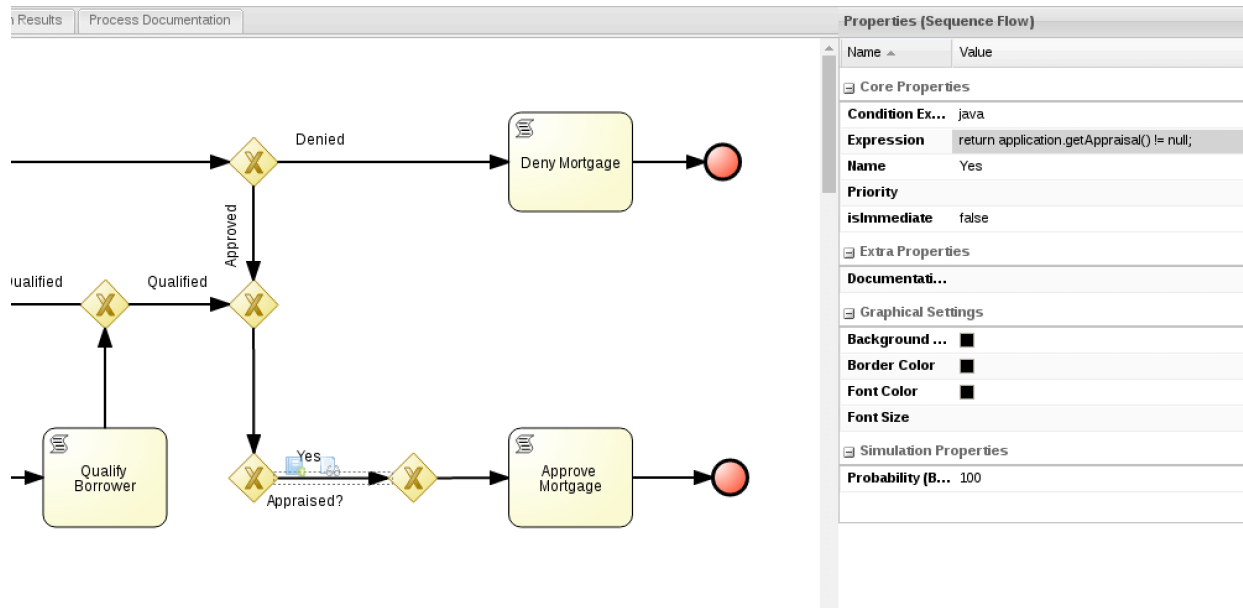 Results
Process Documentation
Denied
Deny Mortgage
Approved
Qualified
Qualify
Borrower
Yes
Appraised?
Approve
Mortgage
Properties (Sequence Flow)
Name Value
Core Properties
Condition Ex... java
Expression return application.getAppraisal() != null;
Name Yes
Priority
isImmediate false
Extra Properties
Documentati...
Graphical Settings
Background ...
Border Color
Font Color
Font Size
Simulation Properties
Probability (B... 100